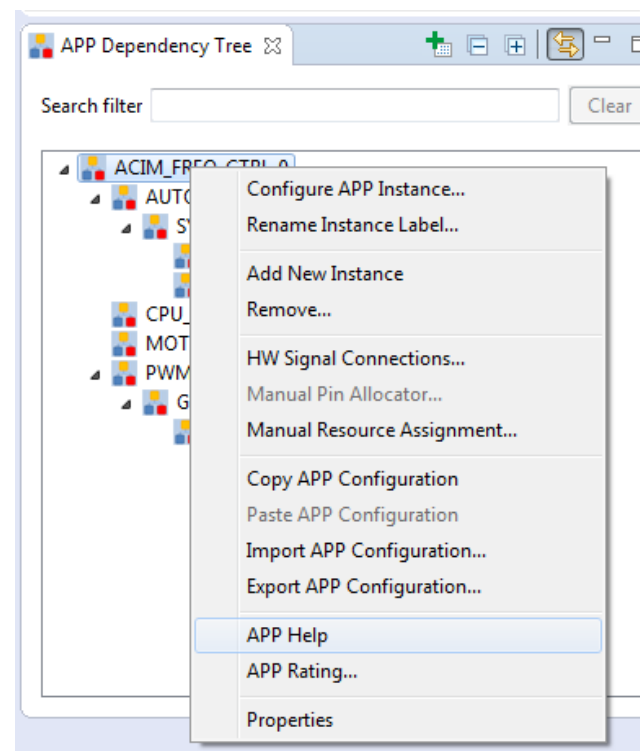 APP Dependency Tree
Search filter
Clear
ACIM_FREQ_CTRL_0
Configure APP Instance...
Rename Instance Label...
Add New Instance
CPU_
Remove...
MOT
HW Signal Connections...
PWM
Manual Pin Allocator...
G
Manual Resource Assignment...
Copy APP Configuration
Paste APP Configuration
Import APP Configuration...
Export APP Configuration...
APP Help
APP Rating...
Properties